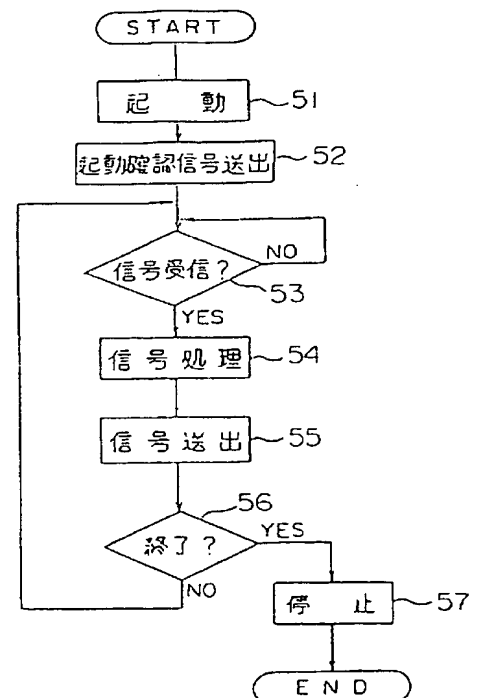 START
起動 51
起動確認信号送出 52
NO
信号受信? 53
YES
信号処理 54
信号送出 55
56
終了? YES
NO
停止 57
END